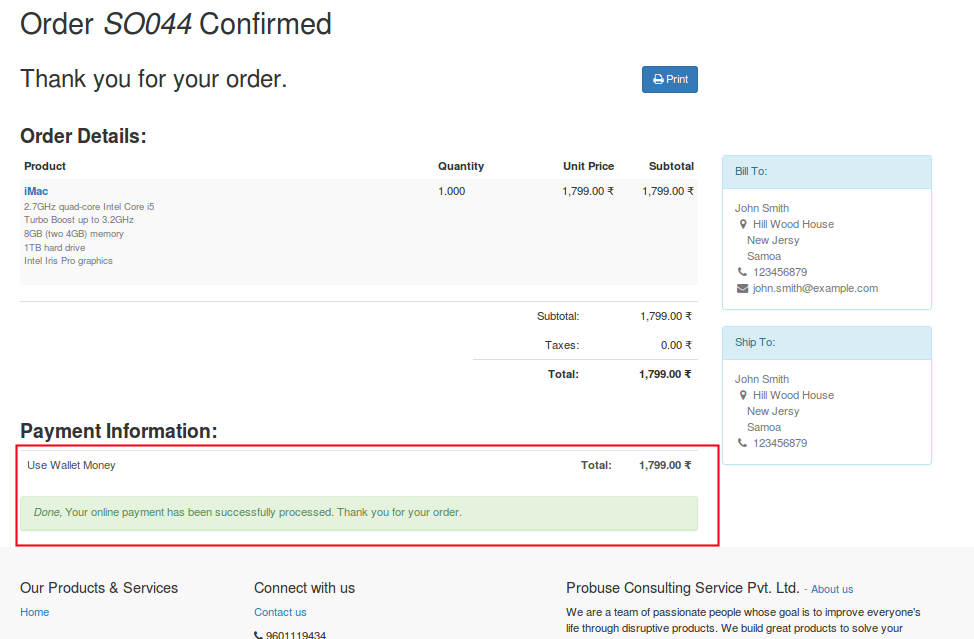 Order SO044 Confirmed
Thank you for your order.
Print
Order Details:
Product Quantity Unit Price Subtotal
iMac 1.000 1,799.00 ₹ 1,799.00 ₹
2.7GHz quad-core Intel Core i5
Turbo Boost up to 3.2GHz
8GB (two 4GB) memory
1TB hard drive
Intel Iris Pro graphics
Subtotal: 1,799.00 ₹
Taxes: 0.00 ₹
Total: 1,799.00 ₹
Bill To:
John Smith
Hill Wood House
New Jersy
Samoa
123456879
john.smith@example.com
Ship To:
John Smith
Hill Wood House
New Jersy
Samoa
123456879
Payment Information:
Use Wallet Money Total: 1,799.00 ₹
Done, Your online payment has been successfully processed. Thank you for your order.
Our Products & Services
Home
Connect with us
Contact us
9601119434
Probuse Consulting Service Pvt. Ltd. - About us
We are a team of passionate people whose goal is to improve everyone's
life through disruptive products. We build great products to solve your